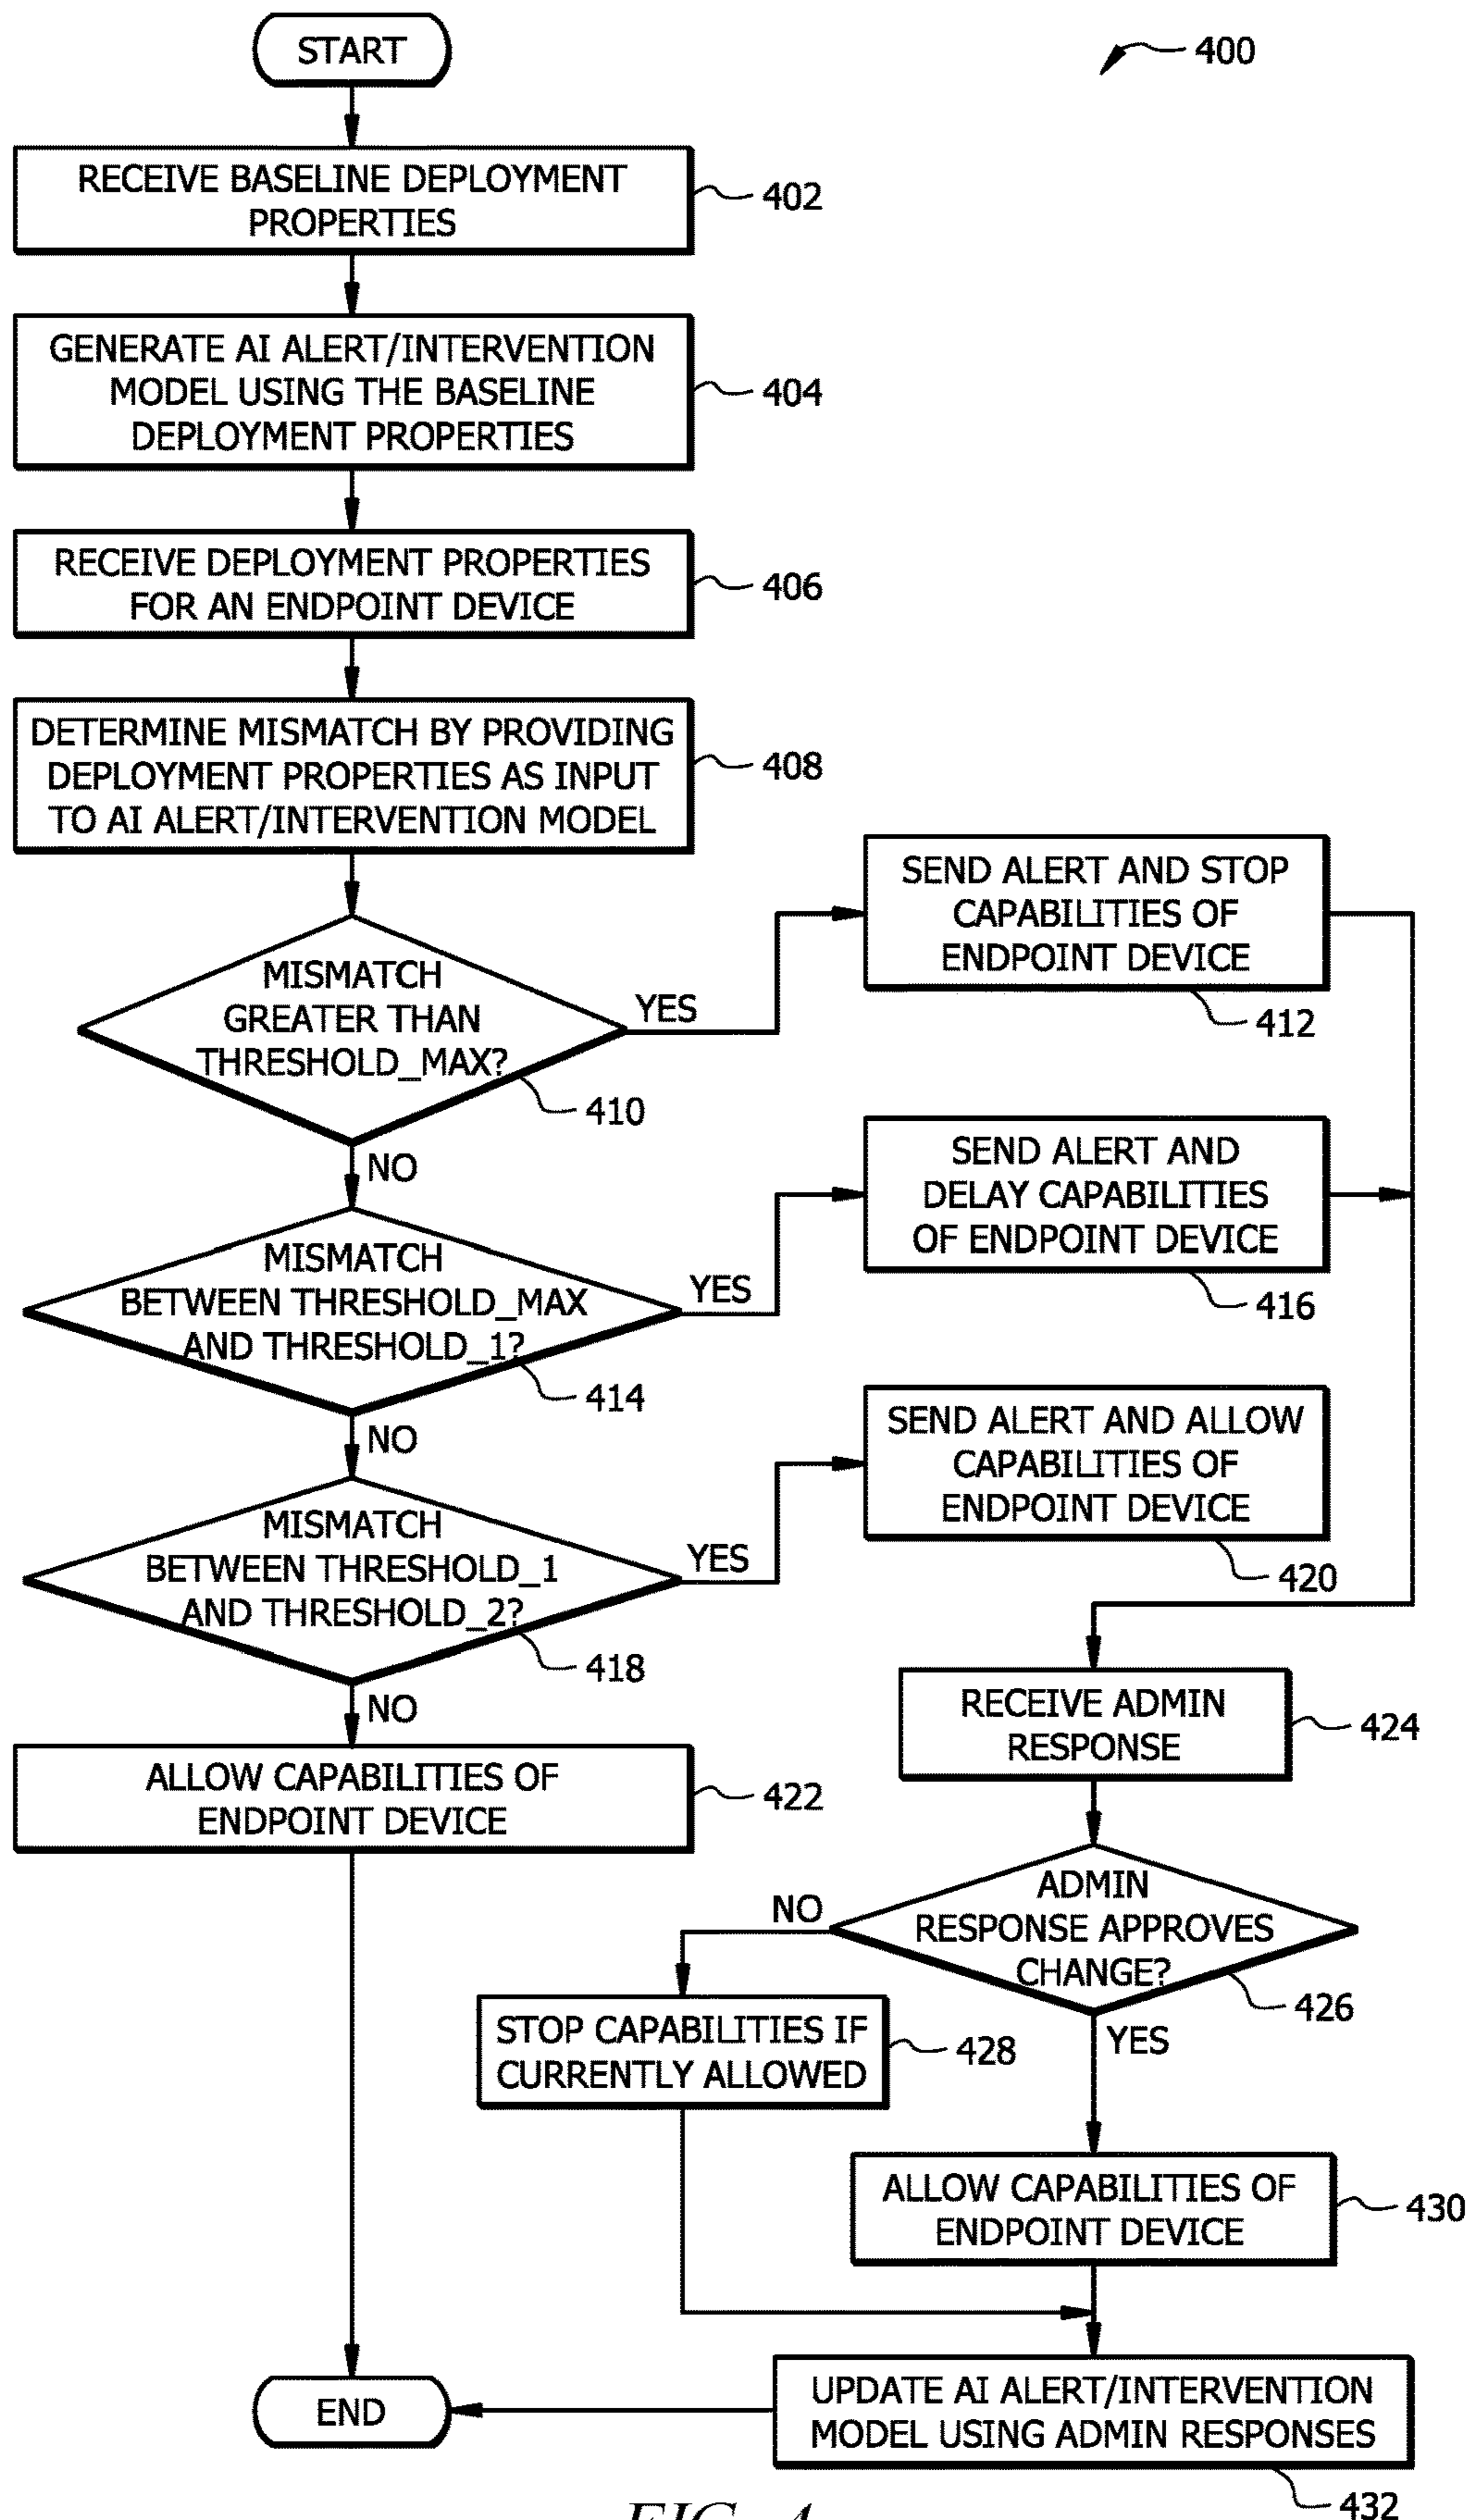 START
400
RECEIVE BASELINE DEPLOYMENT
PROPERTIES
402
GENERATE AI ALERT/INTERVENTION
MODEL USING THE BASELINE
DEPLOYMENT PROPERTIES
404
RECEIVE DEPLOYMENT PROPERTIES
FOR AN ENDPOINT DEVICE
406
DETERMINE MISMATCH BY PROVIDING
DEPLOYMENT PROPERTIES AS INPUT
TO AI ALERT/INTERVENTION MODEL
408
MISMATCH
GREATER THAN
THRESHOLD_MAX?
410
YES
SEND ALERT AND STOP
CAPABILITIES OF
ENDPOINT DEVICE
412
NO
MISMATCH
BETWEEN THRESHOLD_MAX
AND THRESHOLD_1?
414
YES
SEND ALERT AND
DELAY CAPABILITIES
OF ENDPOINT DEVICE
416
NO
MISMATCH
BETWEEN THRESHOLD_1
AND THRESHOLD_2?
418
YES
SEND ALERT AND ALLOW
CAPABILITIES OF
ENDPOINT DEVICE
420
NO
ALLOW CAPABILITIES OF
ENDPOINT DEVICE
422
RECEIVE ADMIN
RESPONSE
424
ADMIN
RESPONSE APPROVES
CHANGE?
426
NO
STOP CAPABILITIES IF
CURRENTLY ALLOWED
428
YES
ALLOW CAPABILITIES OF
ENDPOINT DEVICE
430
UPDATE AI ALERT/INTERVENTION
MODEL USING ADMIN RESPONSES
432
END
FIG. 4